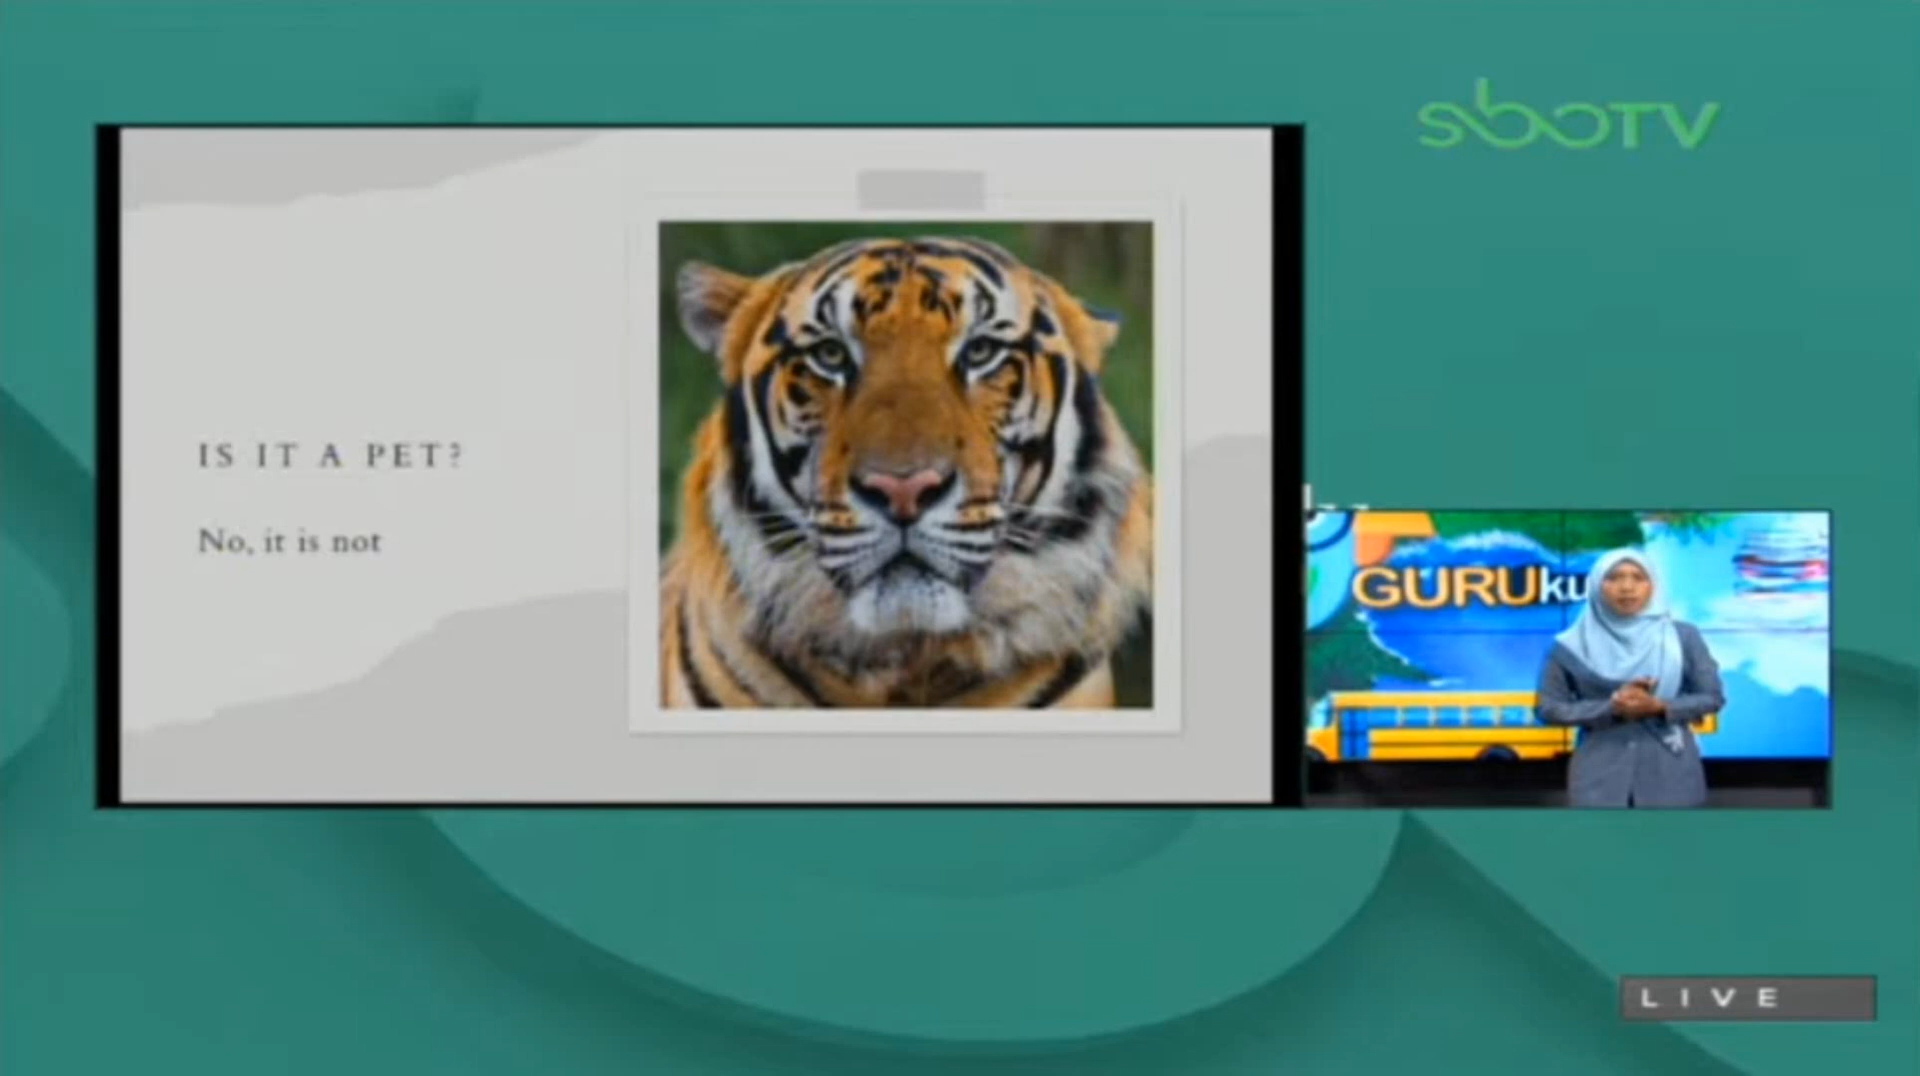 sboTV
IS IT A PET?
No, it is not
GURUku
LIVE